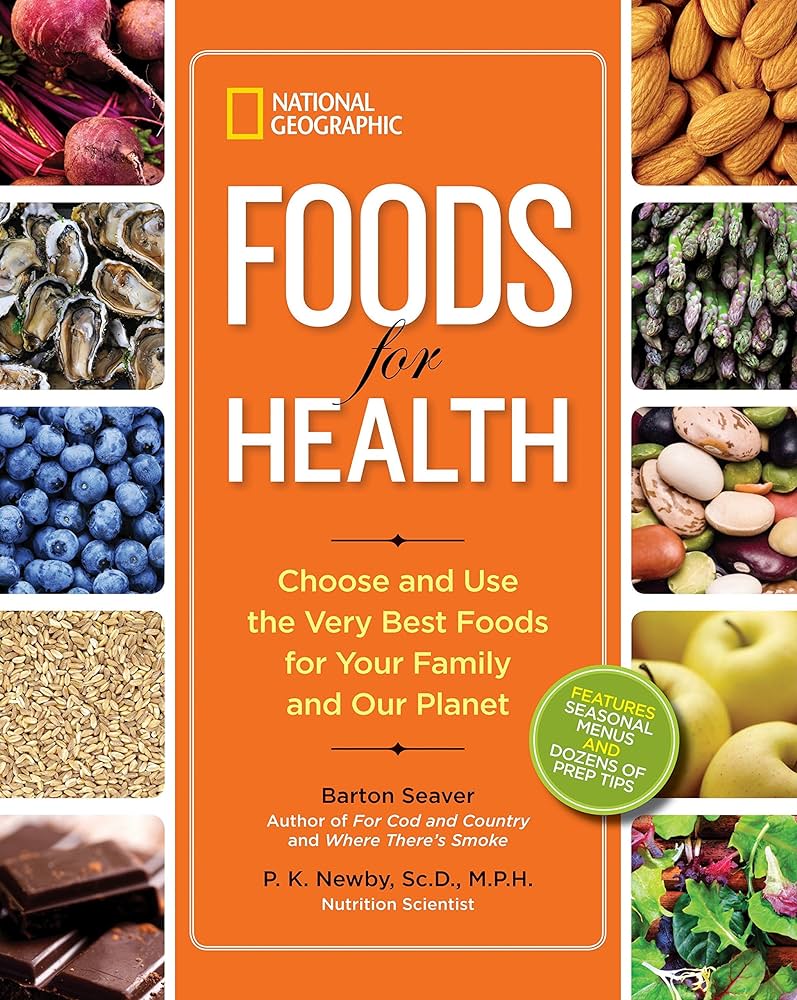 NATIONAL
GEOGRAPHIC
FOODS
for
HEALTH
Choose and Use
the Very Best Foods
for Your Family
and Our Planet
FEATURES
SEASONAL
MENUS
AND
DOZENS OF
PREP TIPS
Barton Seaver
Author of For Cod and Country
and Where There's Smoke
P. K. Newby, Sc.D., M.P.H.
Nutrition Scientist